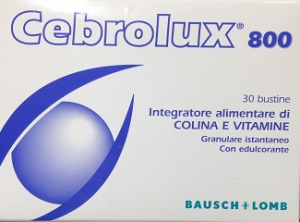 Cebrolux® 800
30 bustine
Integratore alimentare di
COLINA E VITAMINE
Granulare istantaneo
Con edulcorante
BAUSCH + LOMB